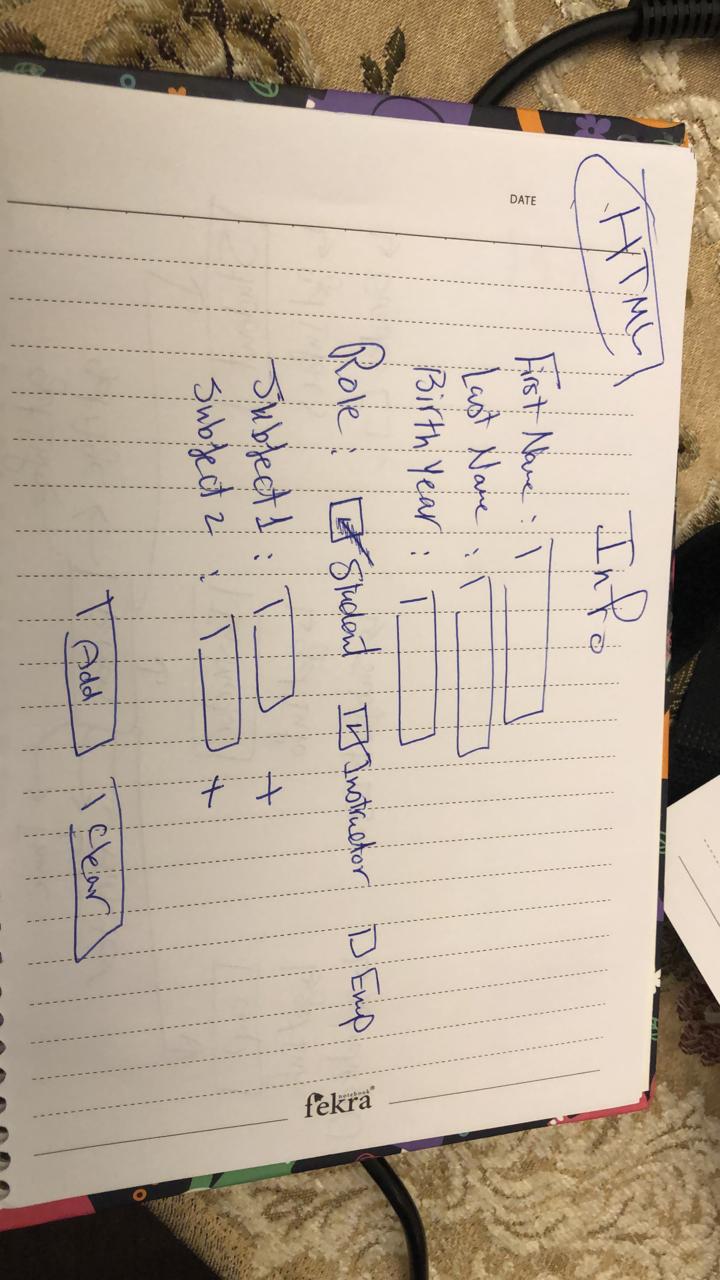 HTML
Info
First Name :
Last Name :
Birth Year :
Role : Student Instructor Emp
Subject 1 : +
Subject 2 : +
Add Clear
DATE
fekra